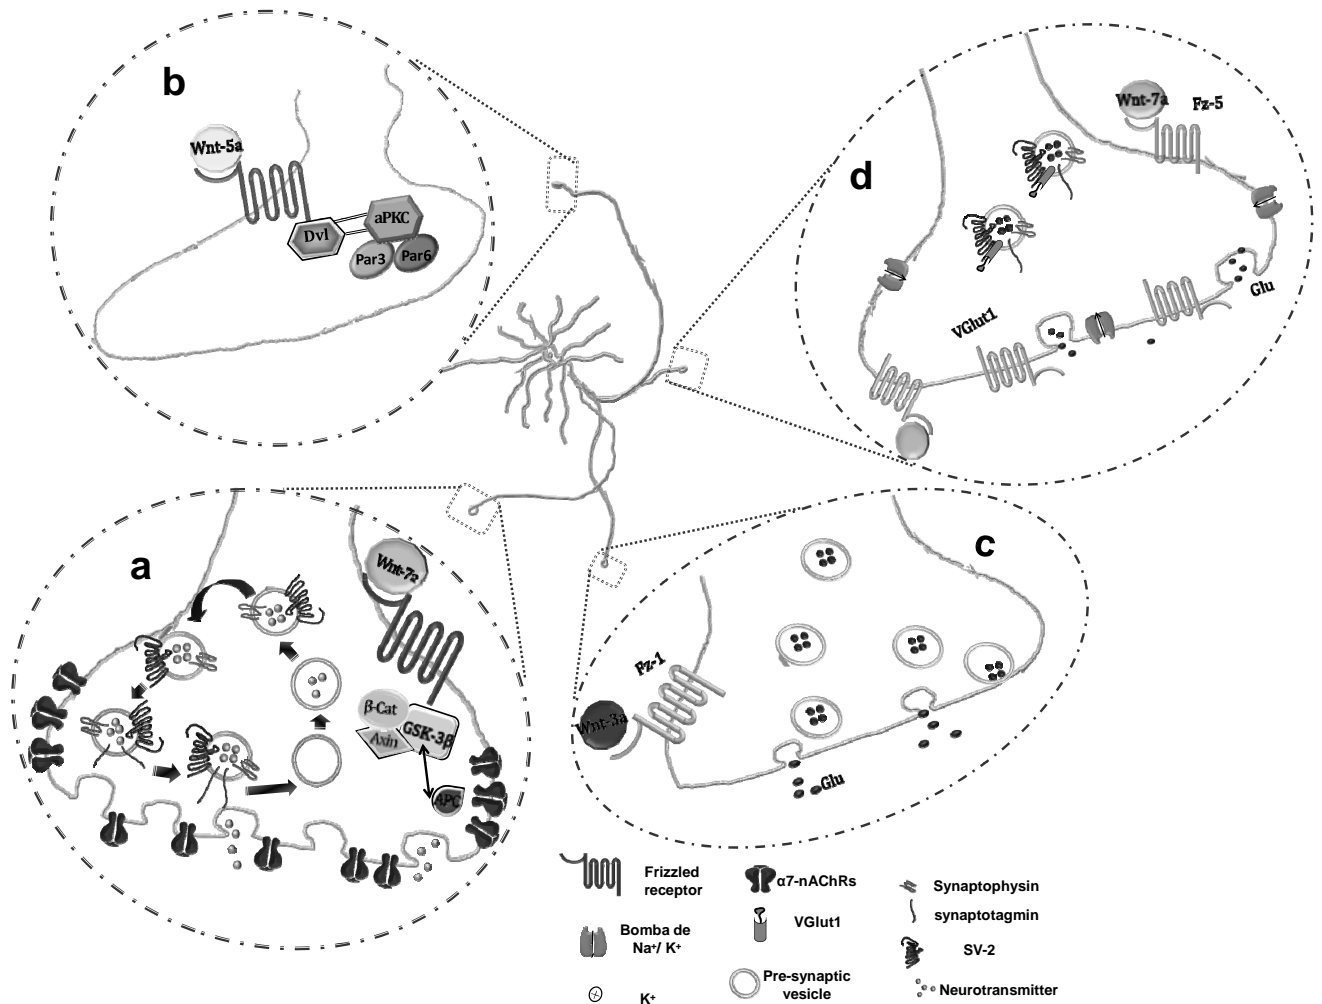 b
Wnt-5a
Dvl
aPKC
Par3
Par6
d
Wnt-7a
Fz-5
VGlut1
Glu
a
Wnt-7a
β-Cat
GSK-3β
Axin
APC
c
Fz-1
Wnt-3a
Glu
Frizzled
receptor
Bomba de
Na⁺/ K⁺
K⁺
α7-nAChRs
VGlut1
Pre-synaptic
vesicle
Synaptophysin
synaptotagmin
SV-2
Neurotransmitter